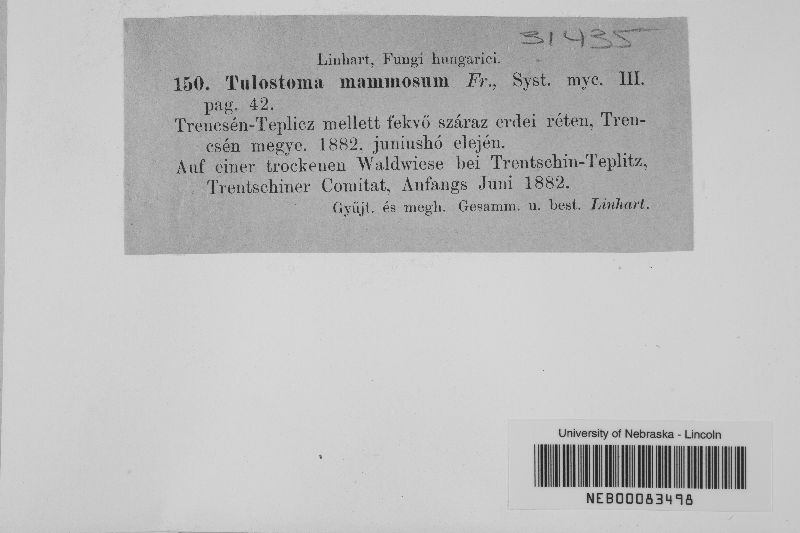 31435
Linhart, Fungi hungarici.
150. Tulostoma mammosum Fr., Syst. myc. III.
pag. 42.
Trencsén-Teplicz mellett fekvő száraz erdei réten, Tren-
csén megye. 1882. juniushó elején.
Auf einer trockenen Waldwiese bei Trentschin-Teplitz,
Trentschiner Comitat, Anfangs Juni 1882.
Gyűjt. és megh. Gesamm. u. best. Linhart.
University of Nebraska - Lincoln
NEB00083498